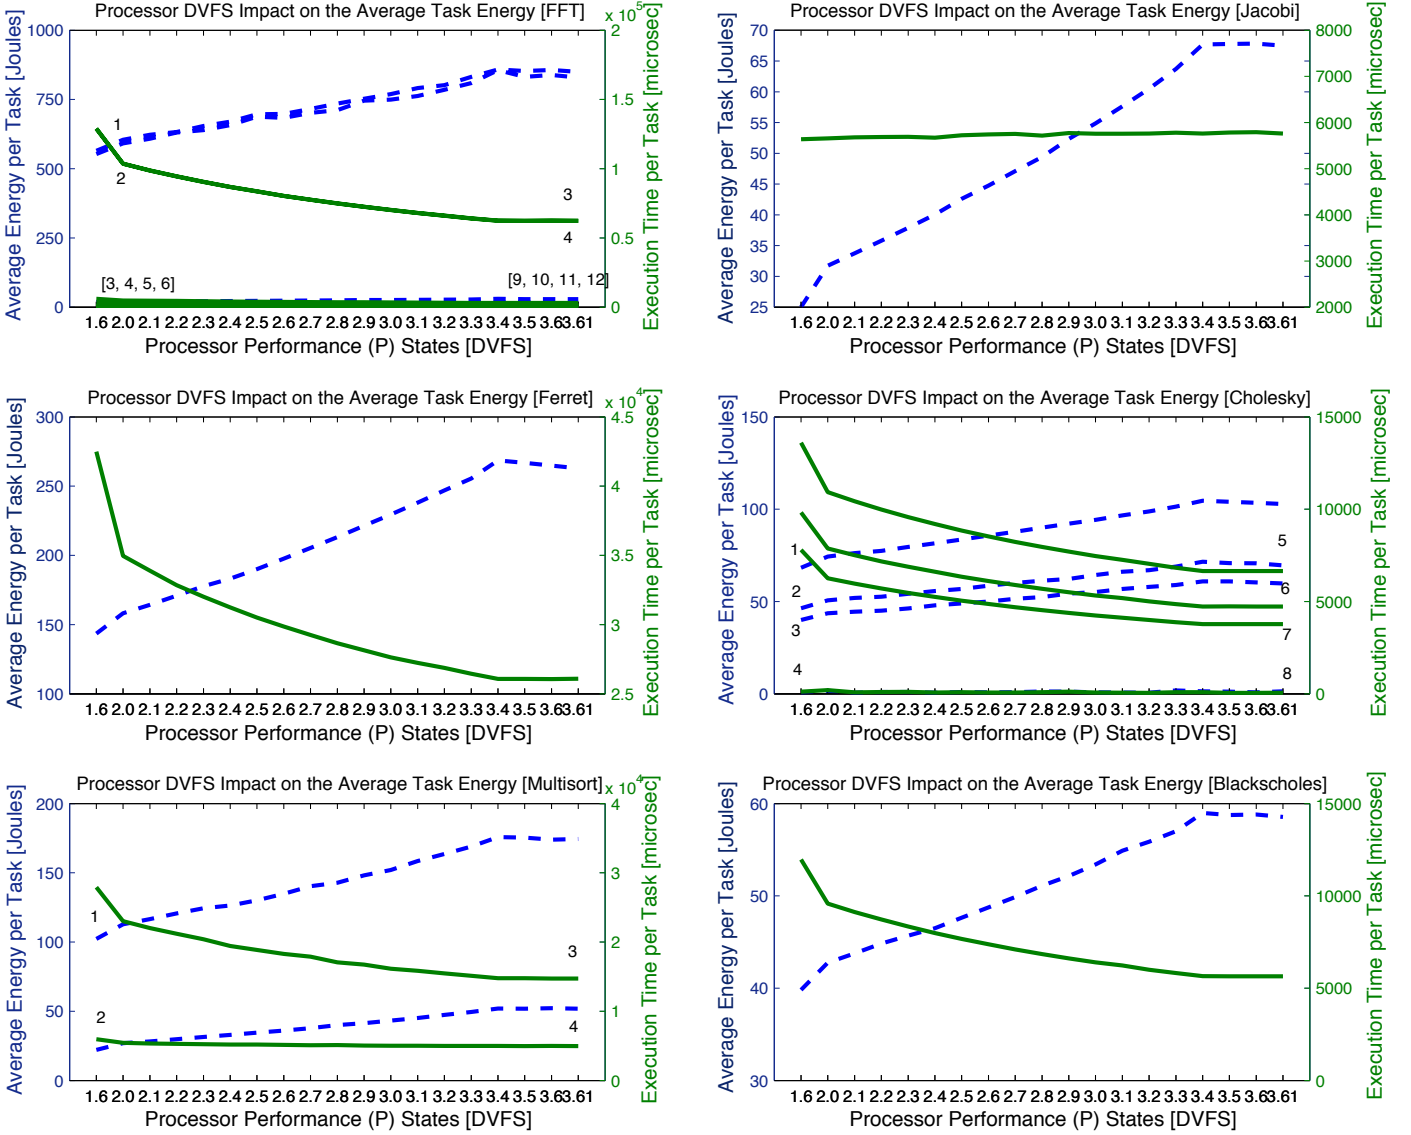 Processor DVFS Impact on the Average Task Energy [FFT]
x 10^5
Average Energy per Task [Joules]
1000
750
500
250
0
2
1.5
1
0.5
0
Execution Time per Task [microsec]
1
2
3
4
[3, 4, 5, 6]
[9, 10, 11, 12]
1.6 2.0 2.1 2.2 2.3 2.4 2.5 2.6 2.7 2.8 2.9 3.0 3.1 3.2 3.3 3.4 3.5 3.6 3.61
Processor Performance (P) States [DVFS]
Processor DVFS Impact on the Average Task Energy [Jacobi]
Average Energy per Task [Joules]
70
65
60
55
50
45
40
35
30
25
8000
7000
6000
5000
4000
3000
2000
Execution Time per Task [microsec]
1.6 2.0 2.1 2.2 2.3 2.4 2.5 2.6 2.7 2.8 2.9 3.0 3.1 3.2 3.3 3.4 3.5 3.6 3.61
Processor Performance (P) States [DVFS]
Processor DVFS Impact on the Average Task Energy [Ferret]
x 10^4
Average Energy per Task [Joules]
300
250
200
150
100
4.5
4
3.5
3
2.5
Execution Time per Task [microsec]
1.6 2.0 2.1 2.2 2.3 2.4 2.5 2.6 2.7 2.8 2.9 3.0 3.1 3.2 3.3 3.4 3.5 3.6 3.61
Processor Performance (P) States [DVFS]
Processor DVFS Impact on the Average Task Energy [Cholesky]
Average Energy per Task [Joules]
150
100
50
0
15000
10000
5000
0
Execution Time per Task [microsec]
1
2
3
4
5
6
7
8
1.6 2.0 2.1 2.2 2.3 2.4 2.5 2.6 2.7 2.8 2.9 3.0 3.1 3.2 3.3 3.4 3.5 3.6 3.61
Processor Performance (P) States [DVFS]
Processor DVFS Impact on the Average Task Energy [Multisort]
x 10^4
Average Energy per Task [Joules]
200
150
100
50
0
4
3
2
1
0
Execution Time per Task [microsec]
1
2
3
4
1.6 2.0 2.1 2.2 2.3 2.4 2.5 2.6 2.7 2.8 2.9 3.0 3.1 3.2 3.3 3.4 3.5 3.6 3.61
Processor Performance (P) States [DVFS]
Processor DVFS Impact on the Average Task Energy [Blackscholes]
Average Energy per Task [Joules]
60
50
40
30
15000
10000
5000
0
Execution Time per Task [microsec]
1.6 2.0 2.1 2.2 2.3 2.4 2.5 2.6 2.7 2.8 2.9 3.0 3.1 3.2 3.3 3.4 3.5 3.6 3.61
Processor Performance (P) States [DVFS]